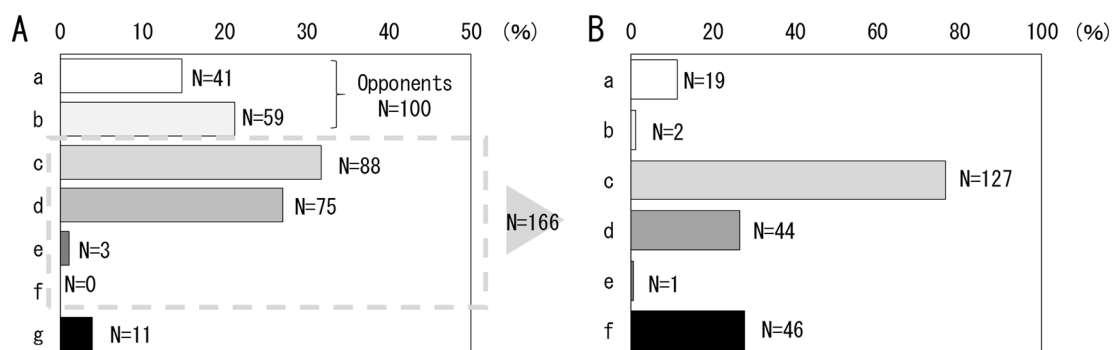 A
0 10 20 30 40 50 (%)
a N=41
b N=59
Opponents
N=100
c N=88
d N=75
e N=3
f N=0
g N=11
N=166
B
0 20 40 60 80 100 (%)
a N=19
b N=2
c N=127
d N=44
e N=1
f N=46